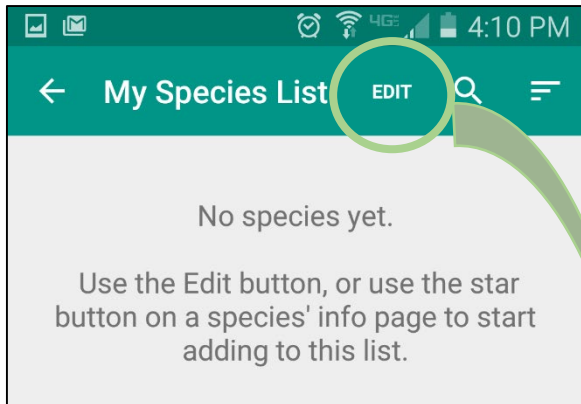 4GE 4:10 PM
My Species List EDIT
No species yet.
Use the Edit button, or use the star
button on a species' info page to start
adding to this list.